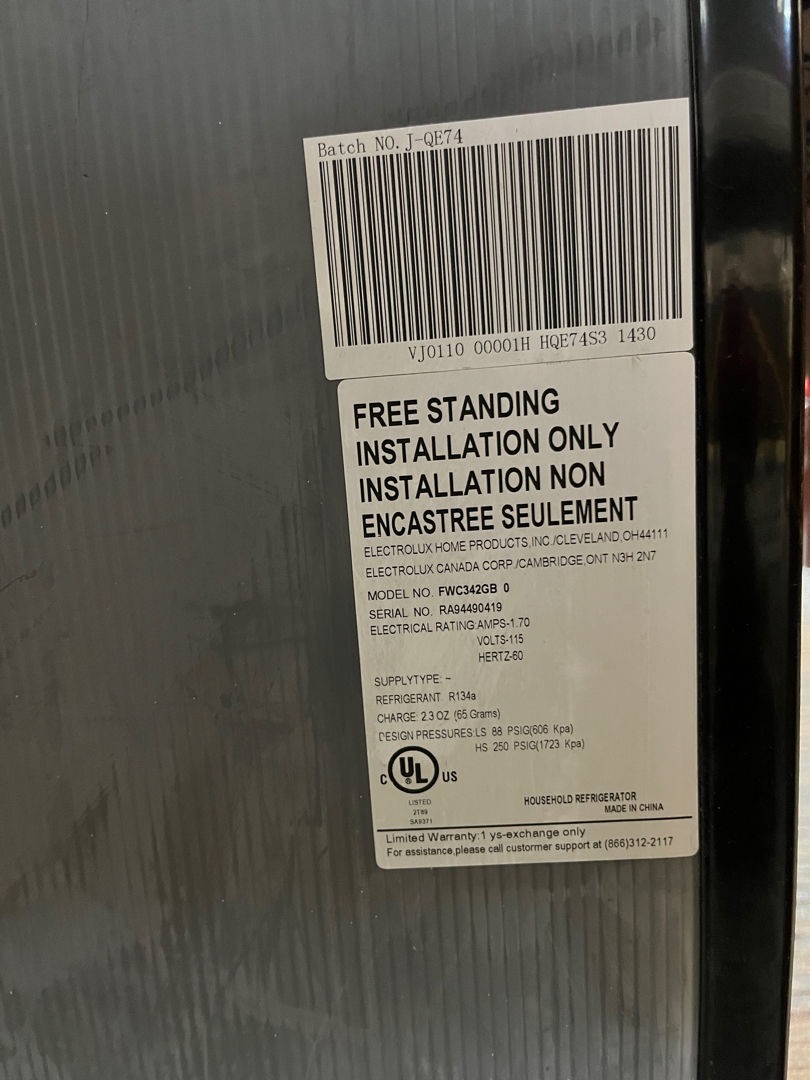 Batch NO. J-QE74
VJ0110 00001H HQE74S3 1430
FREE STANDING
INSTALLATION ONLY
INSTALLATION NON
ENCASTREE SEULEMENT
ELECTROLUX HOME PRODUCTS,INC./CLEVELAND,OH44111
ELECTROLUX CANADA CORP./CAMBRIDGE,ONT N3H 2N7
MODEL NO. FWC342GB 0
SERIAL NO. RA94490419
ELECTRICAL RATING:AMPS-1.70
VOLTS-115
HERTZ-60
SUPPLYTYPE: ~
REFRIGERANT R134a
CHARGE: 2.3 OZ (65 Grams)
DESIGN PRESSURES:LS 88 PSIG(606 Kpa)
HS 250 PSIG(1723 Kpa)
C UL ® US
LISTED
2T89
SA9371
HOUSEHOLD REFRIGERATOR
MADE IN CHINA
Limited Warranty:1 ys-exchange only
For assistance,please call custormer support at (866)312-2117